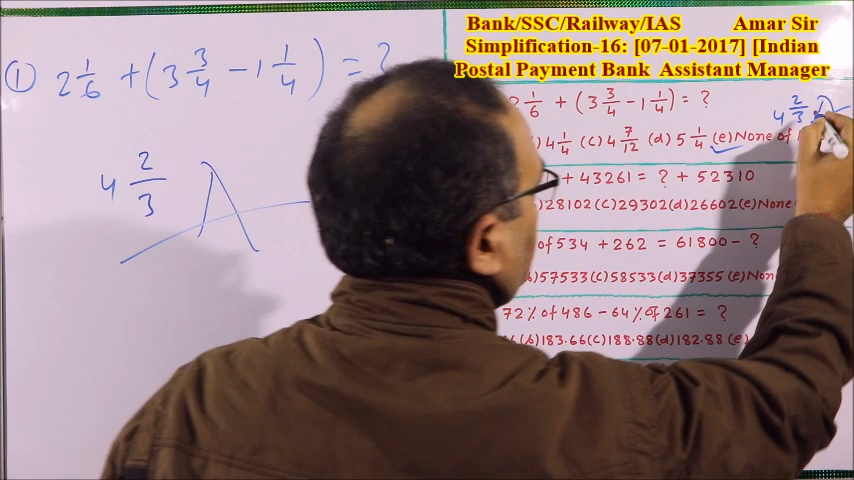 Bank/SSC/Railway/IAS Amar Sir
Simplification-16: [07-01-2017] [Indian
Postal Payment Bank Assistant Manager
① 2 1/6 + (3 3/4 - 1 1/4) = ?
4 2/3
2 1/6 + (3 3/4 - 1 1/4) = ?
4 2/3
4 1/4 (c) 4 7/12 (d) 5 1/4 (e) None of
+ 43261 = ? + 52310
28102 (c) 29302 (d) 26602 (e) None
of 534 + 262 = 61800 - ?
57533 (c) 58533 (d) 37355 (e) Non
72% of 486 - 64% of 261 = ?
183.66 (c) 188.88 (d) 182.88 (e)